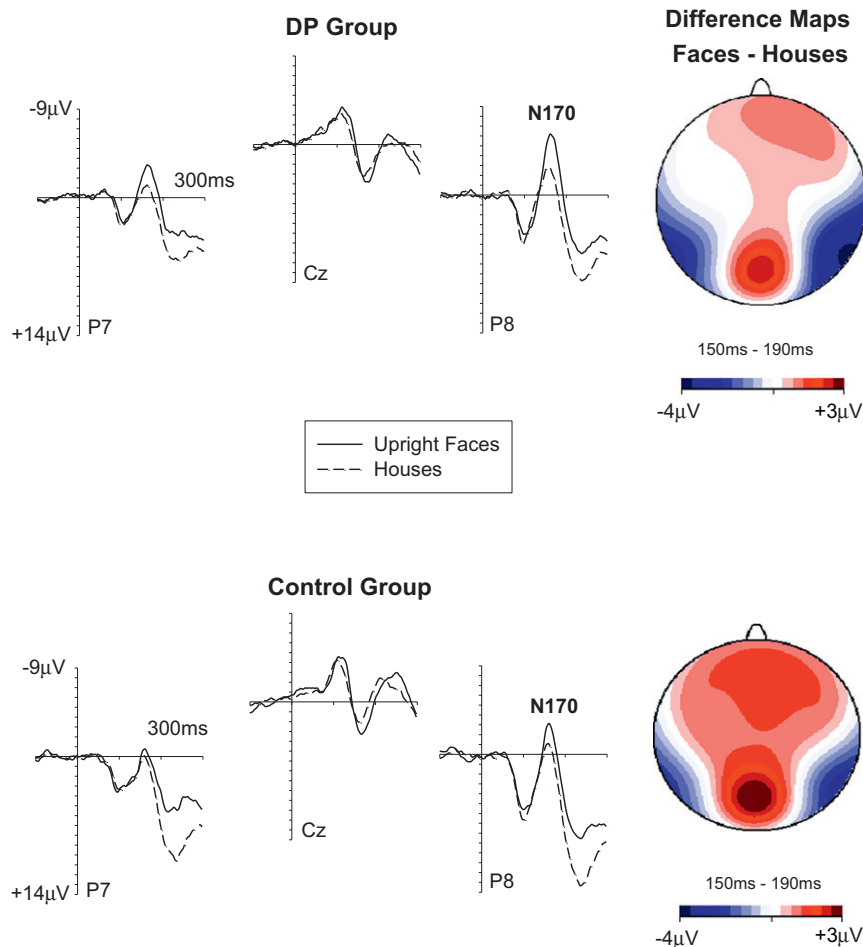 DP Group
Difference Maps
Faces - Houses
-9μV
N170
300ms
Cz
P7
P8
+14μV
150ms - 190ms
-4μV
+3μV
Upright Faces
Houses
Control Group
-9μV
N170
300ms
Cz
P7
P8
+14μV
150ms - 190ms
-4μV
+3μV